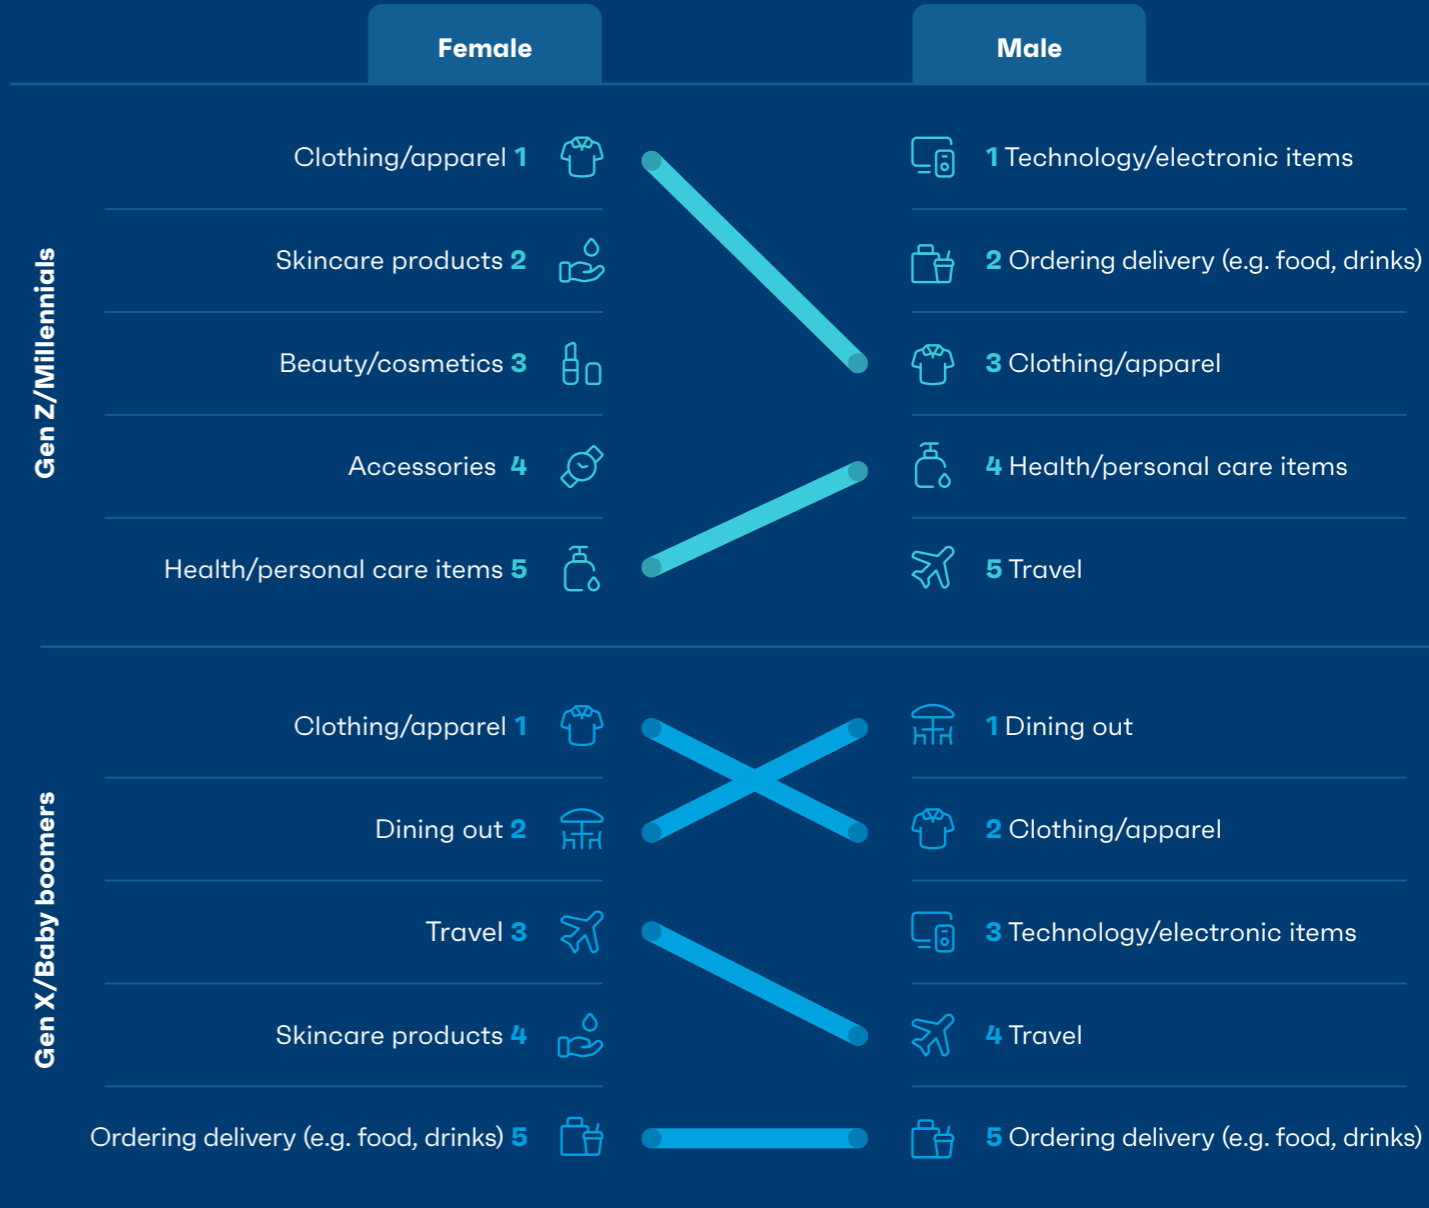 Female
Male
Gen Z/Millennials
Clothing/apparel 1
1 Technology/electronic items
Skincare products 2
2 Ordering delivery (e.g. food, drinks)
Beauty/cosmetics 3
3 Clothing/apparel
Accessories 4
4 Health/personal care items
Health/personal care items 5
5 Travel
Gen X/Baby boomers
Clothing/apparel 1
1 Dining out
Dining out 2
2 Clothing/apparel
Travel 3
3 Technology/electronic items
Skincare products 4
4 Travel
Ordering delivery (e.g. food, drinks) 5
5 Ordering delivery (e.g. food, drinks)